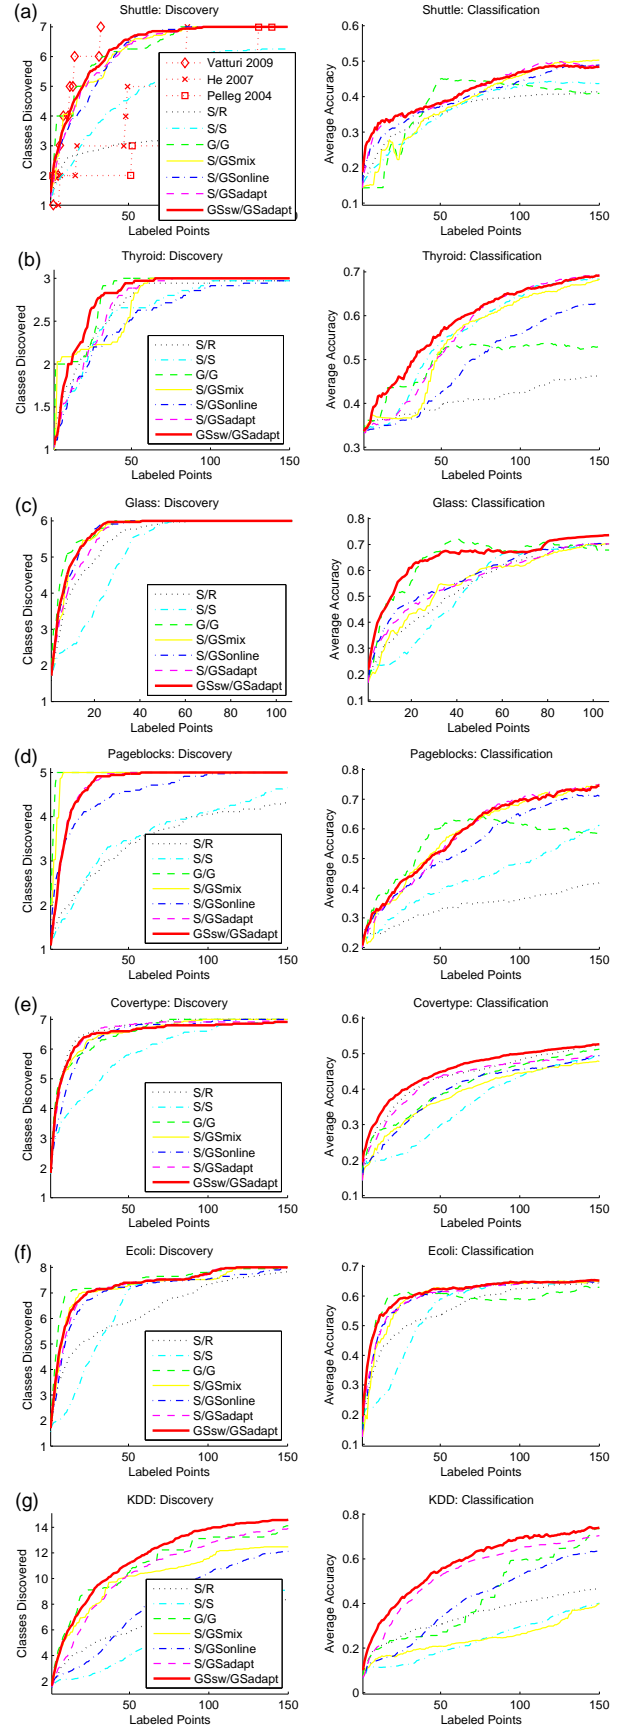 (a)
Shuttle: Discovery
Classes Discovered
7
6
5
4
3
2
1
50
100
150
Labeled Points
Vatturi 2009
He 2007
Pelleg 2004
S/R
S/S
G/G
S/GSmix
S/GSonline
S/GSadapt
GSsw/GSadapt
Shuttle: Classification
Average Accuracy
0.6
0.5
0.4
0.3
0.2
0.1
50
100
150
Labeled Points
(b)
Thyroid: Discovery
Classes Discovered
3
2.5
2
1.5
1
50
100
150
Labeled Points
S/R
S/S
G/G
S/GSmix
S/GSonline
S/GSadapt
GSsw/GSadapt
Thyroid: Classification
Average Accuracy
0.7
0.6
0.5
0.4
0.3
50
100
150
Labeled Points
(c)
Glass: Discovery
Classes Discovered
6
5
4
3
2
1
20
40
60
80
100
Labeled Points
S/R
S/S
G/G
S/GSmix
S/GSonline
S/GSadapt
GSsw/GSadapt
Glass: Classification
Average Accuracy
0.8
0.7
0.6
0.5
0.4
0.3
0.2
0.1
20
40
60
80
100
Labeled Points
(d)
Pageblocks: Discovery
Classes Discovered
5
4
3
2
1
50
100
150
Labeled Points
S/R
S/S
G/G
S/GSmix
S/GSonline
S/GSadapt
GSsw/GSadapt
Pageblocks: Classification
Average Accuracy
0.8
0.7
0.6
0.5
0.4
0.3
0.2
50
100
150
Labeled Points
(e)
Covertype: Discovery
Classes Discovered
7
6
5
4
3
2
1
50
100
150
Labeled Points
S/R
S/S
G/G
S/GSmix
S/GSonline
S/GSadapt
GSsw/GSadapt
Covertype: Classification
Average Accuracy
0.6
0.5
0.4
0.3
0.2
0.1
50
100
150
Labeled Points
(f)
Ecoli: Discovery
Classes Discovered
8
7
6
5
4
3
2
1
50
100
150
Labeled Points
S/R
S/S
G/G
S/GSmix
S/GSonline
S/GSadapt
GSsw/GSadapt
Ecoli: Classification
Average Accuracy
0.7
0.6
0.5
0.4
0.3
0.2
0.1
50
100
150
Labeled Points
(g)
KDD: Discovery
Classes Discovered
14
12
10
8
6
4
2
50
100
150
Labeled Points
S/R
S/S
G/G
S/GSmix
S/GSonline
S/GSadapt
GSsw/GSadapt
KDD: Classification
Average Accuracy
0.8
0.6
0.4
0.2
0
50
100
150
Labeled Points